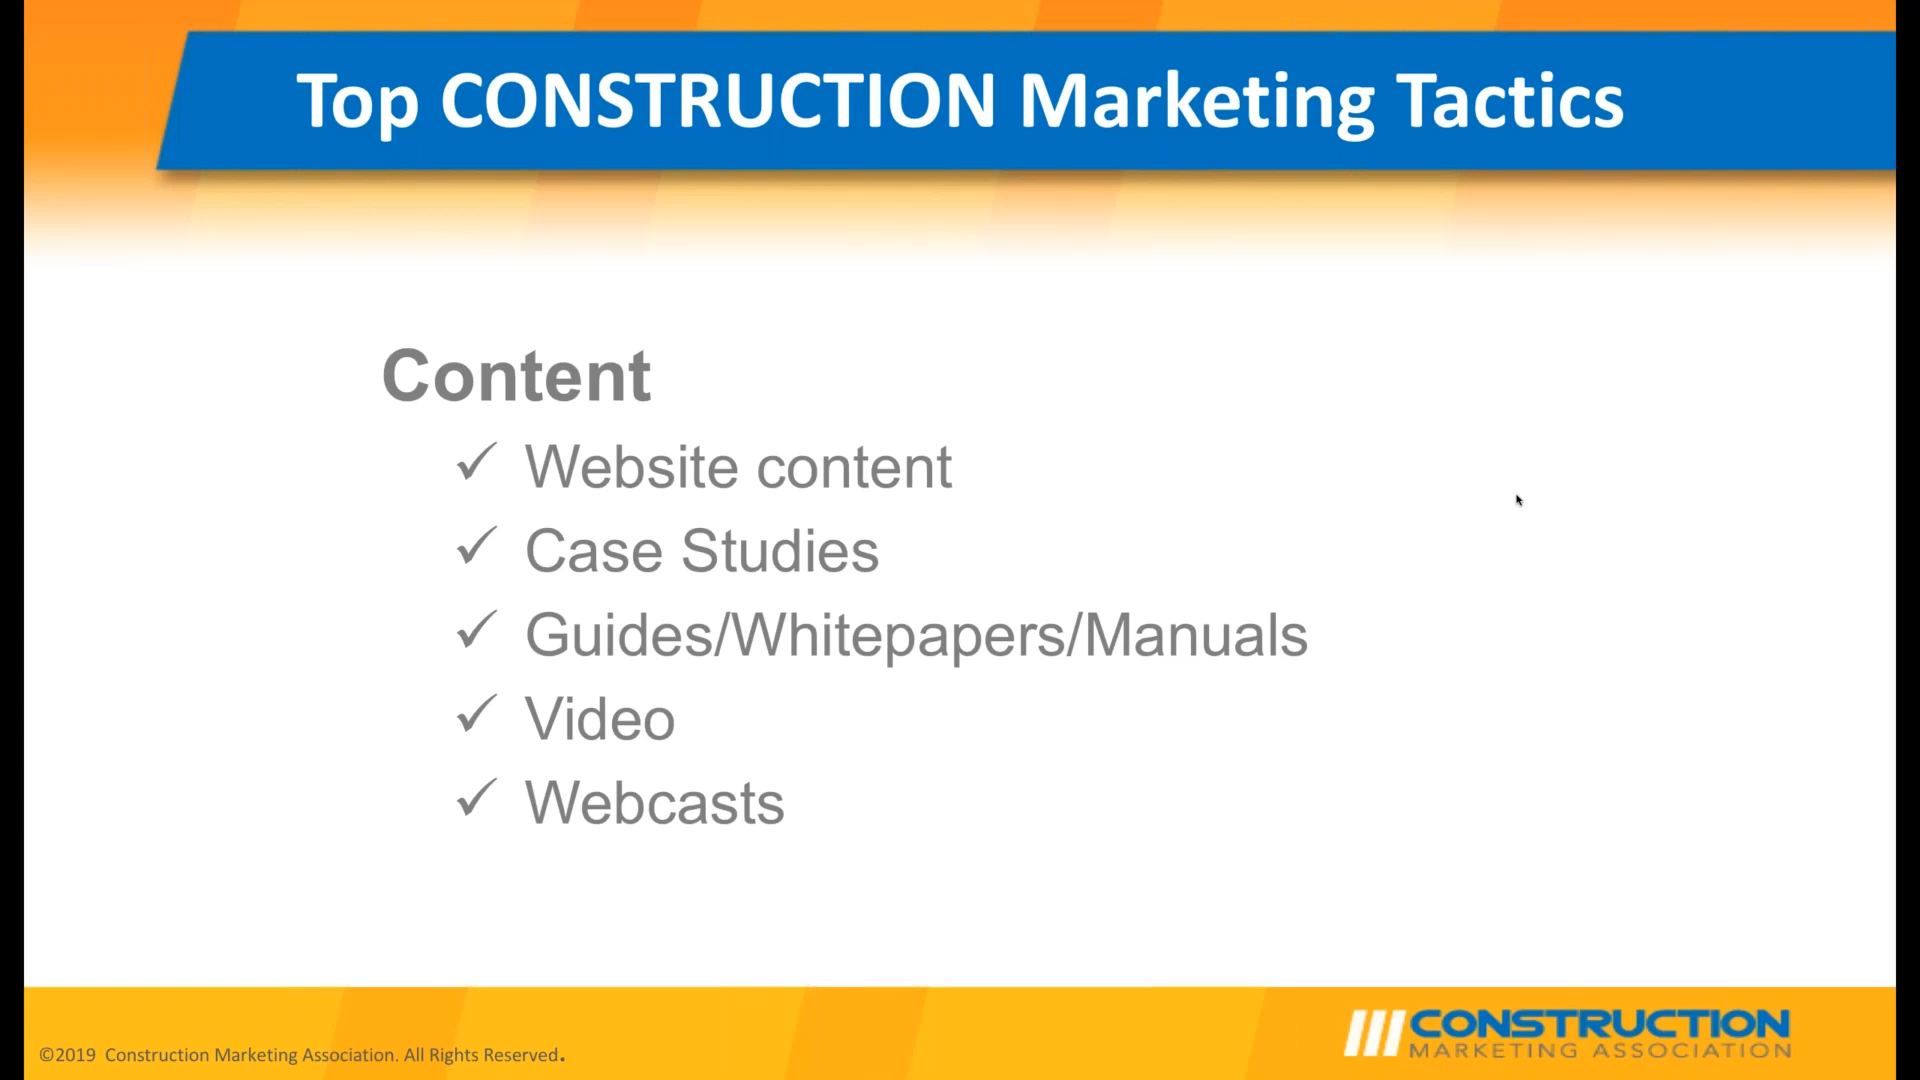 Top CONSTRUCTION Marketing Tactics
Content
✓ Website content
✓ Case Studies
✓ Guides/Whitepapers/Manuals
✓ Video
✓ Webcasts
©2019 Construction Marketing Association. All Rights Reserved.
CONSTRUCTION
MARKETING ASSOCIATION